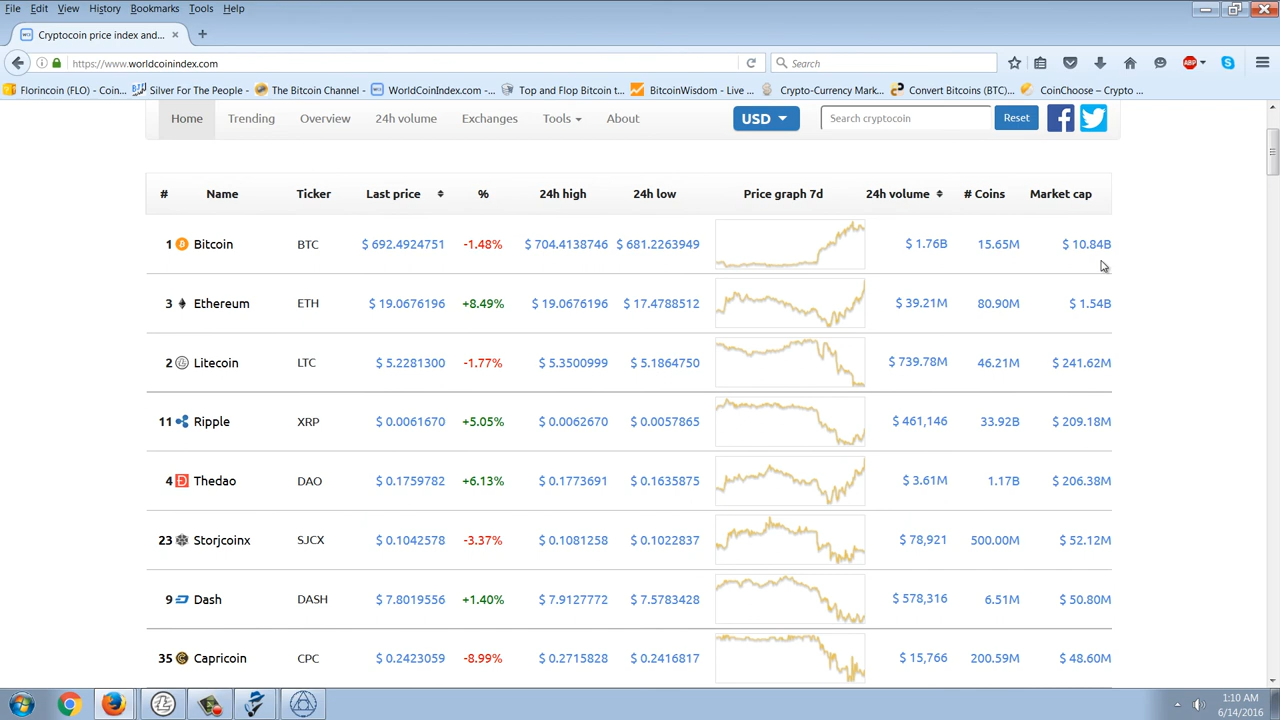 File Edit View History Bookmarks Tools Help
Cryptocoin price index and...
https://www.worldcoinindex.com Search
Florincoin (FLO) - Coin... Silver For The People - ... The Bitcoin Channel - ... WorldCoinIndex.com -... Top and Flop Bitcoin t... BitcoinWisdom - Live ... Crypto-Currency Mark... Convert Bitcoins (BTC)... CoinChoose – Crypto ...
Home Trending Overview 24h volume Exchanges Tools About USD Search cryptocoin Reset
# Name Ticker Last price % 24h high 24h low Price graph 7d 24h volume # Coins Market cap
1 Bitcoin BTC $ 692.4924751 -1.48% $ 704.4138746 $ 681.2263949 $ 1.76B 15.65M $ 10.84B
3 Ethereum ETH $ 19.0676196 +8.49% $ 19.0676196 $ 17.4788512 $ 39.21M 80.90M $ 1.54B
2 Litecoin LTC $ 5.2281300 -1.77% $ 5.3500999 $ 5.1864750 $ 739.78M 46.21M $ 241.62M
11 Ripple XRP $ 0.0061670 +5.05% $ 0.0062670 $ 0.0057865 $ 461,146 33.92B $ 209.18M
4 Thedao DAO $ 0.1759782 +6.13% $ 0.1773691 $ 0.1635875 $ 3.61M 1.17B $ 206.38M
23 Storjcoinx SJCX $ 0.1042578 -3.37% $ 0.1081258 $ 0.1022837 $ 78,921 500.00M $ 52.12M
9 Dash DASH $ 7.8019556 +1.40% $ 7.9127772 $ 7.5783428 $ 578,316 6.51M $ 50.80M
35 Capricoin CPC $ 0.2423059 -8.99% $ 0.2715828 $ 0.2416817 $ 15,766 200.59M $ 48.60M
1:10 AM
6/14/2016